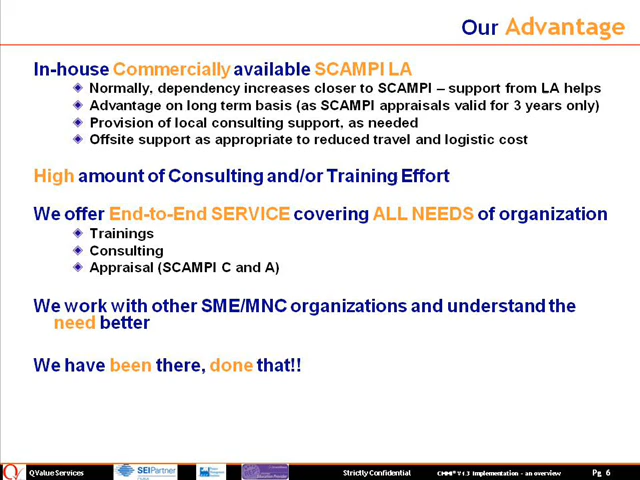 Our Advantage
In-house Commercially available SCAMPI LA
Normally, dependency increases closer to SCAMPI – support from LA helps
Advantage on long term basis (as SCAMPI appraisals valid for 3 years only)
Provision of local consulting support, as needed
Offsite support as appropriate to reduced travel and logistic cost
High amount of Consulting and/or Training Effort
We offer End-to-End SERVICE covering ALL NEEDS of organization
Trainings
Consulting
Appraisal (SCAMPI C and A)
We work with other SME/MNC organizations and understand the
need better
We have been there, done that!!
QValue Services
SEIPartner
Strictly Confidential
CMMI® V1.3 Implementation - an overview
Pg 6